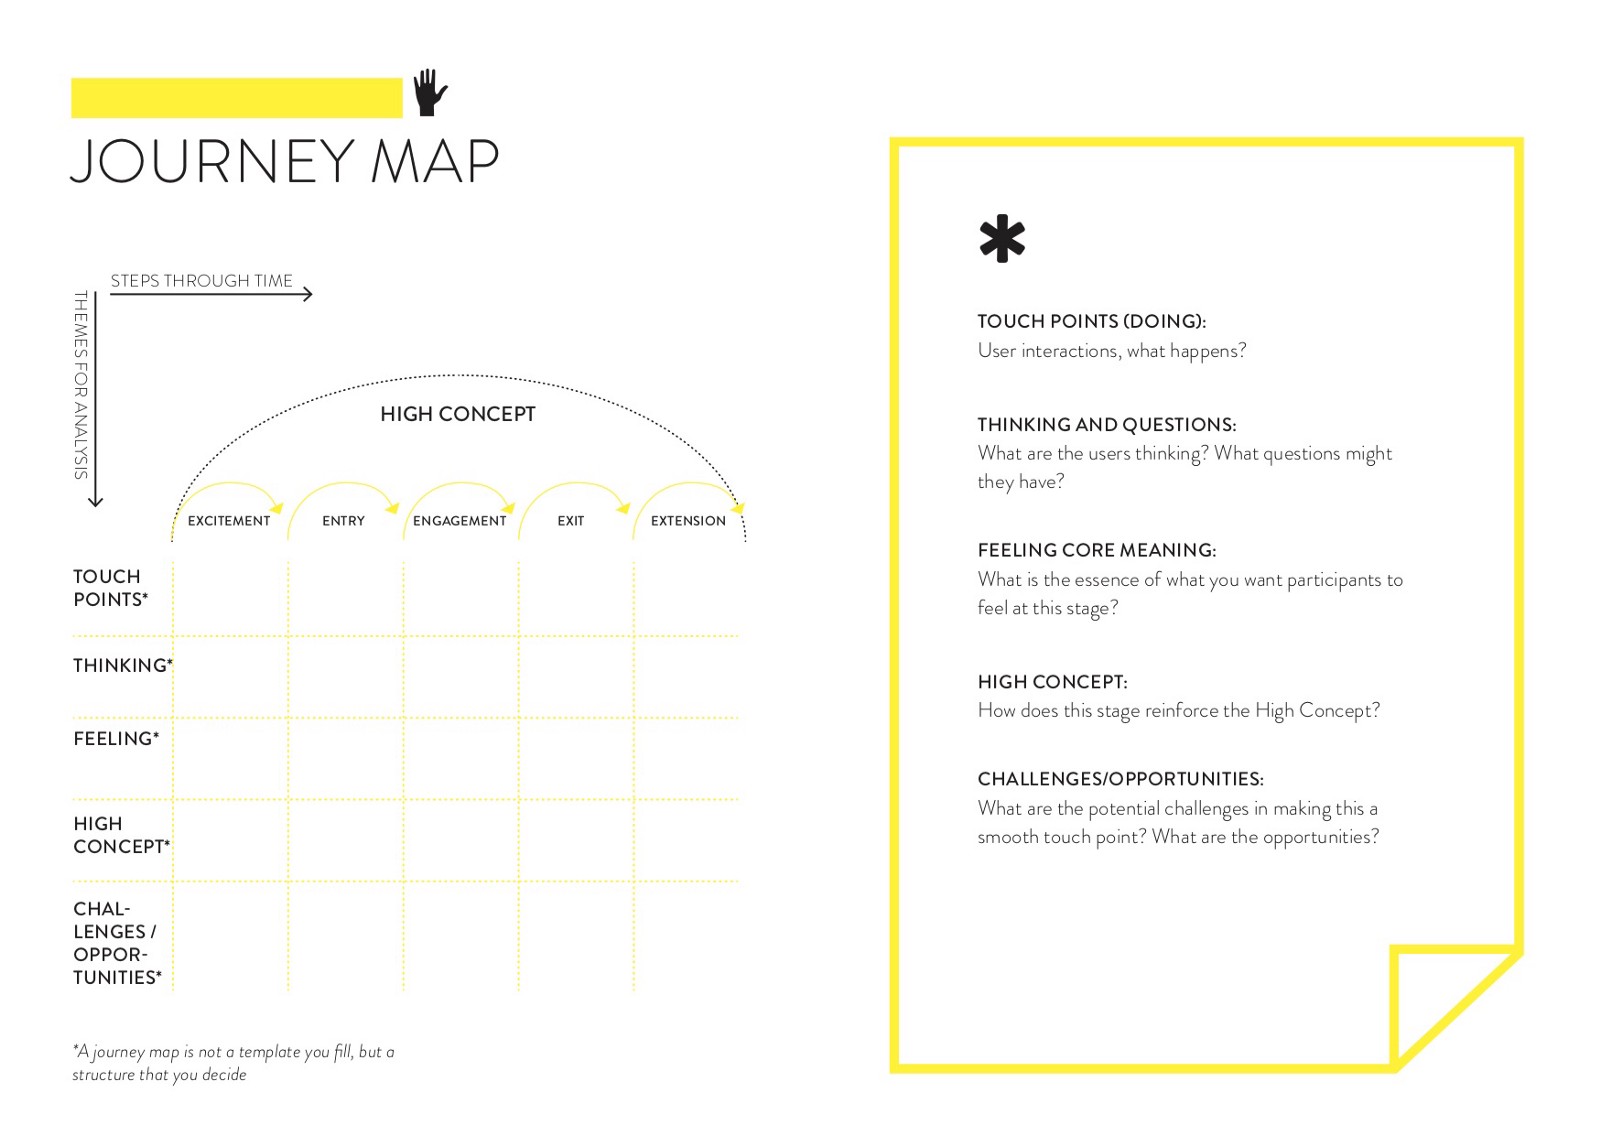 JOURNEY MAP
STEPS THROUGH TIME
THEMES FOR ANALYSIS
HIGH CONCEPT
EXCITEMENT
ENTRY
ENGAGEMENT
EXIT
EXTENSION
TOUCH
POINTS*
THINKING*
FEELING*
HIGH
CONCEPT*
CHAL-
LENGES /
OPPOR-
TUNITIES*
*A journey map is not a template you fill, but a
structure that you decide
*
TOUCH POINTS (DOING):
User interactions, what happens?
THINKING AND QUESTIONS:
What are the users thinking? What questions might
they have?
FEELING CORE MEANING:
What is the essence of what you want participants to
feel at this stage?
HIGH CONCEPT:
How does this stage reinforce the High Concept?
CHALLENGES/OPPORTUNITIES:
What are the potential challenges in making this a
smooth touch point? What are the opportunities?